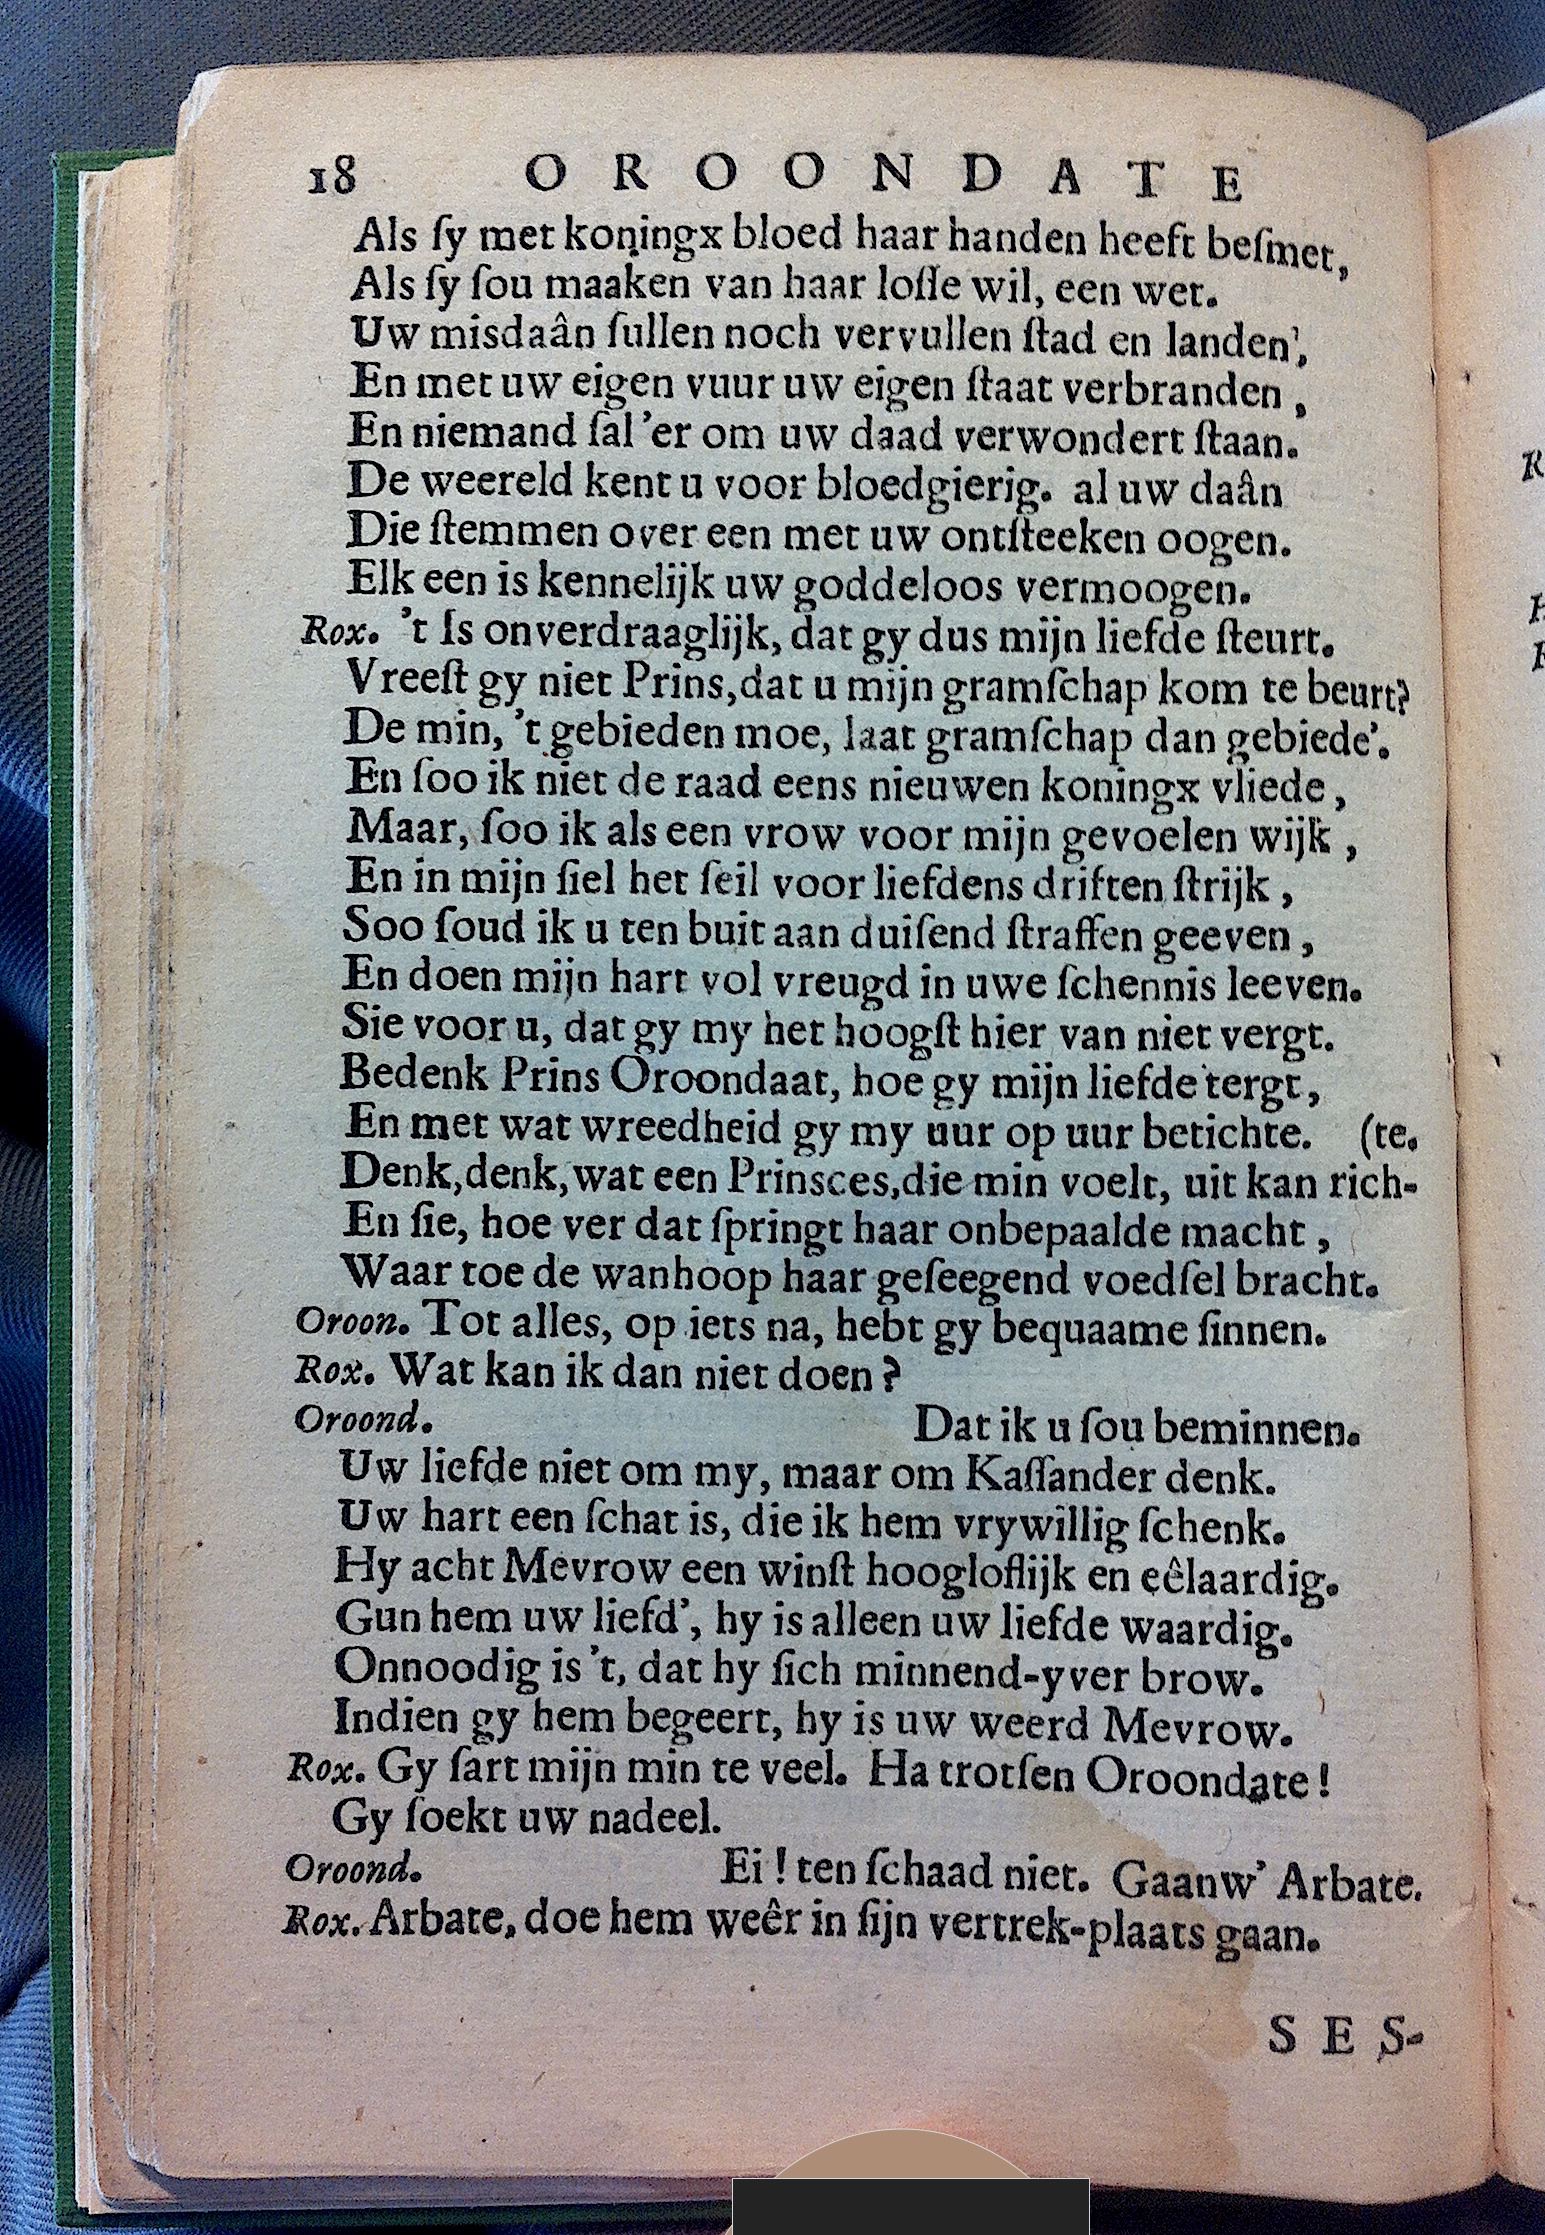 18 OROONDATE
Als ſy met koningx bloed haar handen heeft beſmet,
Als ſy ſou maaken van haar loſſe wil, een wet.
Uw misdaân ſullen noch vervullen ſtad en landen',
En met uw eigen vuur uw eigen ſtaat verbranden,
En niemand ſal 'er om uw daad verwondert ſtaan.
De weereld kent u voor bloedgierig. al uw daân
Die ſtemmen over een met uw ontſteeken oogen.
Elk een is kennelijk uw goddeloos vermoogen.
Rox. 't Is onverdraaglijk, dat gy dus mijn liefde ſteurt.
Vreeſt gy niet Prins, dat u mijn gramſchap kom te beurt?
De min, 't gebieden moe, laat gramſchap dan gebiede'.
En ſoo ik niet de raad eens nieuwen koningx vliede,
Maar, ſoo ik als een vrow voor mijn gevoelen wijk,
En in mijn ſiel het ſeil voor liefdens driften ſtrijk,
Soo ſoud ik u ten buit aan duiſend ſtraffen geeven,
En doen mijn hart vol vreugd in uwe ſchennis leeven.
Sie voor u, dat gy my het hoogſt hier van niet vergt.
Bedenk Prins Oroondaat, hoe gy mijn liefde tergt,
En met wat wreedheid gy my uur op uur betichte. (te.
Denk, denk, wat een Prinsces, die min voelt, uit kan rich-
En ſie, hoe ver dat ſpringt haar onbepaalde macht,
Waar toe de wanhoop haar geſeegend voedſel bracht.
Oroon. Tot alles, op iets na, hebt gy bequaame ſinnen.
Rox. Wat kan ik dan niet doen?
Oroond. Dat ik u ſou beminnen.
Uw liefde niet om my, maar om Kaſſander denk.
Uw hart een ſchat is, die ik hem vrywillig ſchenk.
Hy acht Mevrow een winſt hoogloflijk en eêlaardig.
Gun hem uw liefd', hy is alleen uw liefde waardig.
Onnoodig is 't, dat hy ſich minnend-yver brow.
Indien gy hem begeert, hy is uw weerd Mevrow.
Rox. Gy ſart mijn min te veel. Ha trotſen Oroondate!
Gy ſoekt uw nadeel.
Oroond. Ei! ten ſchaad niet. Gaanw' Arbate.
Rox. Arbate, doe hem weêr in ſijn vertrek-plaats gaan.
SES-